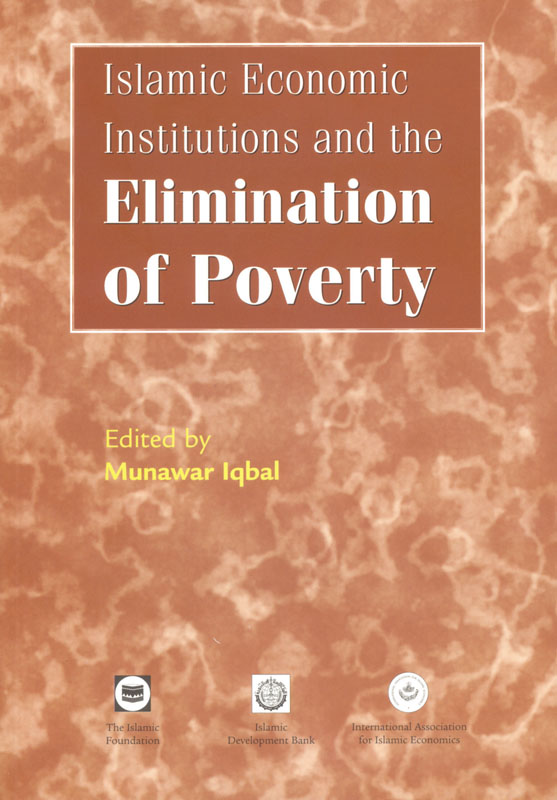 Islamic Economic
Institutions and the
Elimination
of Poverty
Edited by
Munawar Iqbal
The Islamic
Foundation
Islamic
Development Bank
International Association
for Islamic Economics